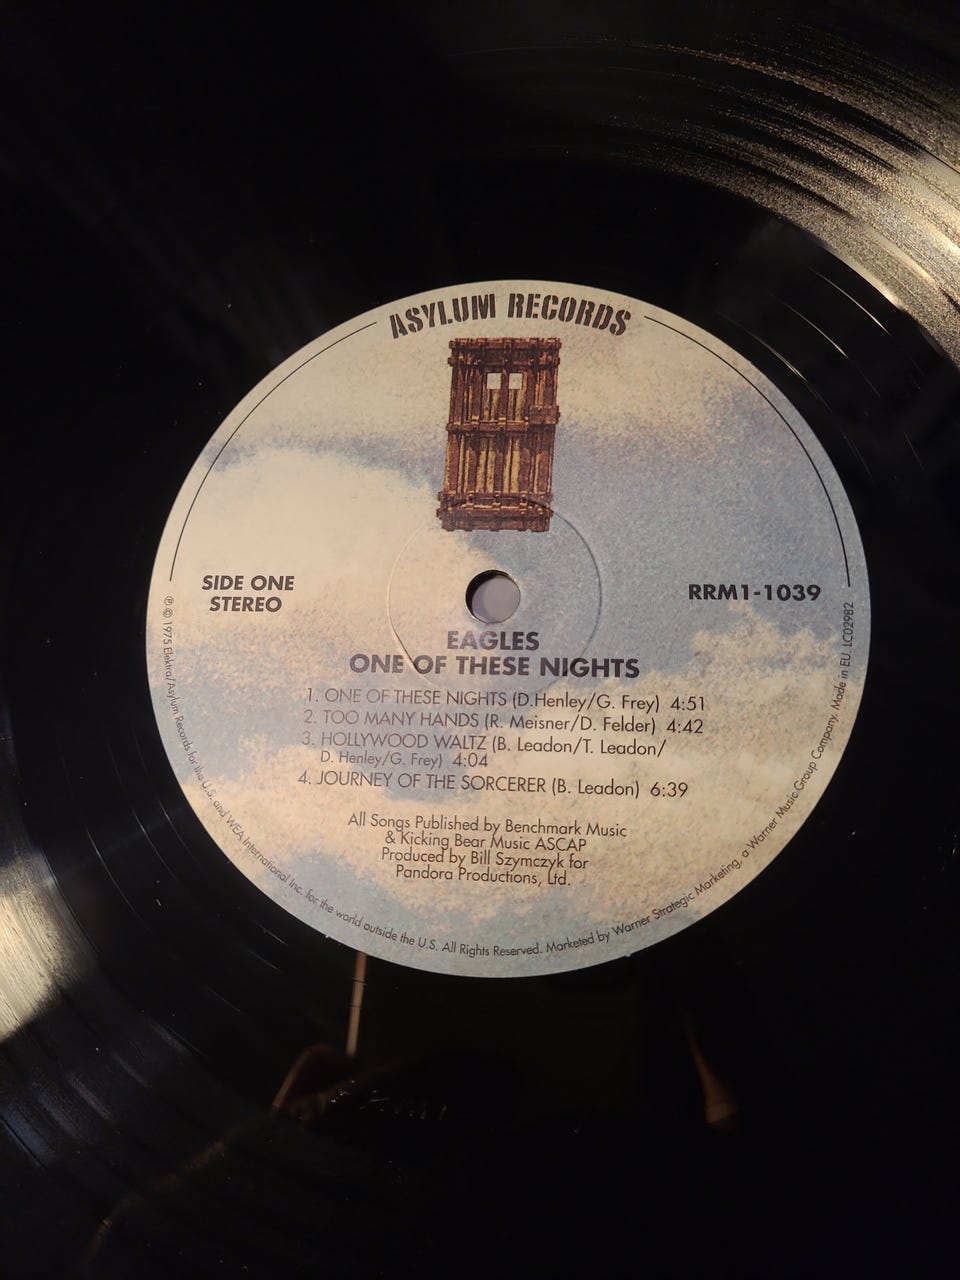 ASYLUM RECORDS
SIDE ONE
STEREO
RRM1-1039
EAGLES
ONE OF THESE NIGHTS
1. ONE OF THESE NIGHTS (D.Henley/G. Frey) 4:51
2. TOO MANY HANDS (R. Meisner/D. Felder) 4:42
3. HOLLYWOOD WALTZ (B. Leadon/T. Leadon/
D. Henley/G. Frey) 4:04
4. JOURNEY OF THE SORCERER (B. Leadon) 6:39
All Songs Published by Benchmark Music
& Kicking Bear Music ASCAP
Produced by Bill Szymczyk for
Pandora Productions, Ltd.
℗ © 1975 Elektra/Asylum Records for the U.S. and WEA International Inc. for the world outside the U.S. All Rights Reserved. Marketed by Warner Strategic Marketing, a Warner Music Group Company. Made in EU. LC02982